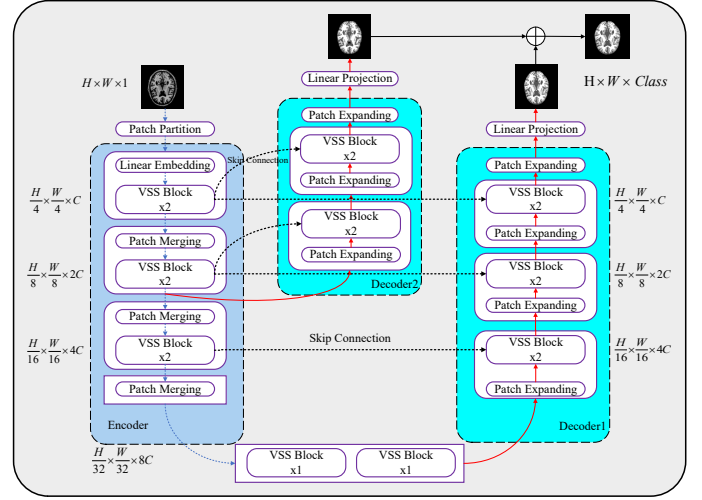 H×W×1
Patch Partition
Linear Embedding
VSS Block
x2
H/4 × W/4 × C
Patch Merging
VSS Block
x2
H/8 × W/8 × 2C
Patch Merging
VSS Block
x2
H/16 × W/16 × 4C
Patch Merging
Encoder
H/32 × W/32 × 8C
VSS Block
x1
VSS Block
x1
Skip Connection
Skip Connection
Linear Projection
Patch Expanding
VSS Block
x2
Patch Expanding
VSS Block
x2
Patch Expanding
Decoder2
H×W×Class
Linear Projection
Patch Expanding
VSS Block
x2
Patch Expanding
H/4 × W/4 × C
VSS Block
x2
Patch Expanding
H/8 × W/8 × 2C
VSS Block
x2
Patch Expanding
H/16 × W/16 × 4C
Decoder1